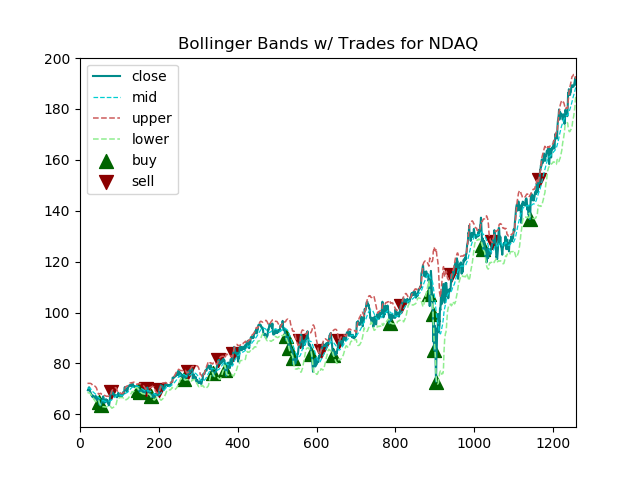 Bollinger Bands w/ Trades for NDAQ
200
180
160
140
120
100
80
60
close
mid
upper
lower
buy
sell
0 200 400 600 800 1000 1200